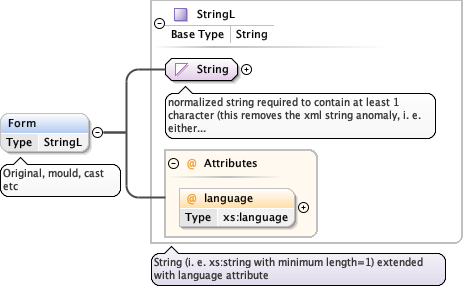 StringL
Base Type String
String
normalized string required to contain at least 1
character (this removes the xml string anomaly, i. e.
either...
Form
Type StringL
Original, mould, cast
etc
@ Attributes
@ language
Type xs:language
String (i. e. xs:string with minimum length=1) extended
with language attribute